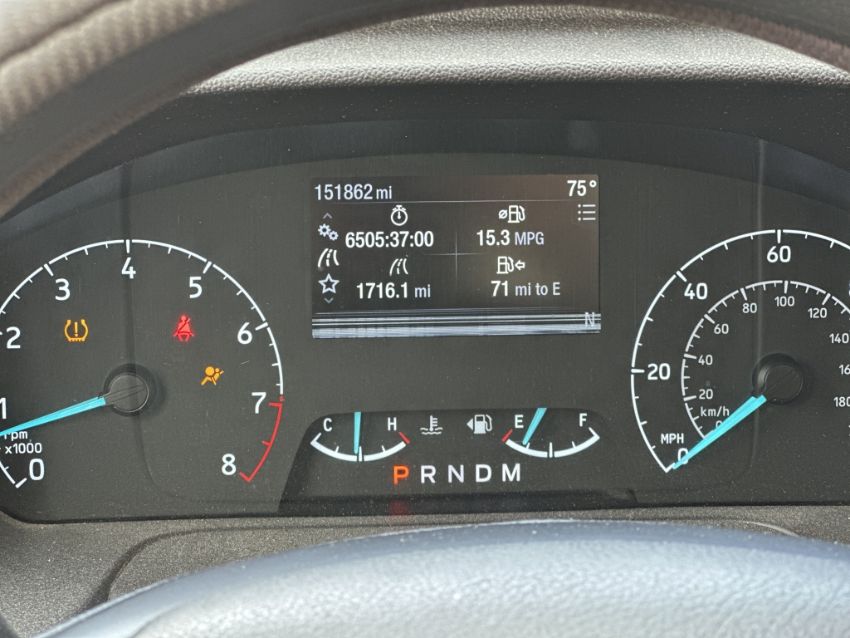 151862 mi 75°
6505:37:00 15.3 MPG
1716.1 mi 71 mi to E
N
0 1 2 3 4 5 6 7 8
rpm
x1000
C H E F
P R N D M
0 20 40 60
MPH
20 40 60 80 100 120 140 180
km/h